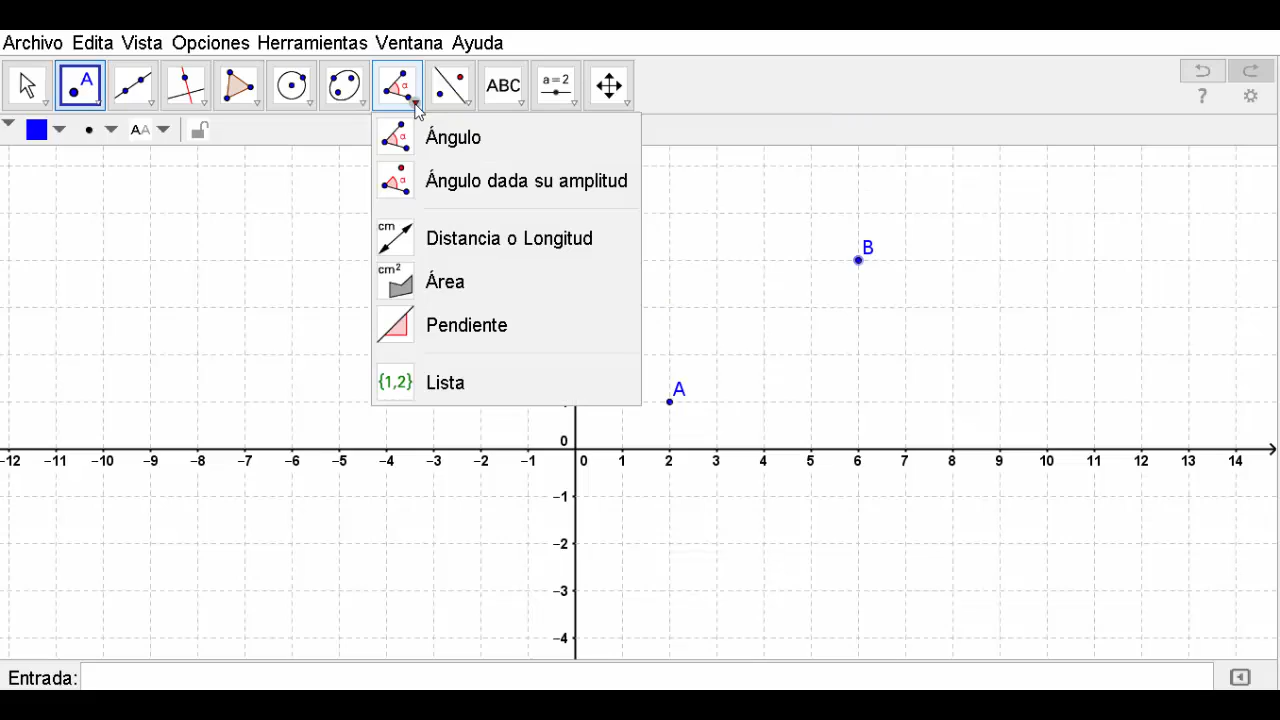 Archivo Edita Vista Opciones Herramientas Ventana Ayuda
A α ABC a=2
AA
α Ángulo
α Ángulo dada su amplitud
cm Distancia o Longitud
cm² Área
Pendiente
{1,2} Lista
B
A
0
-12 -11 -10 -9 -8 -7 -6 -5 -4 -3 -2 -1 0 1 2 3 4 5 6 7 8 9 10 11 12 13 14
-1
-2
-3
-4
Entrada: